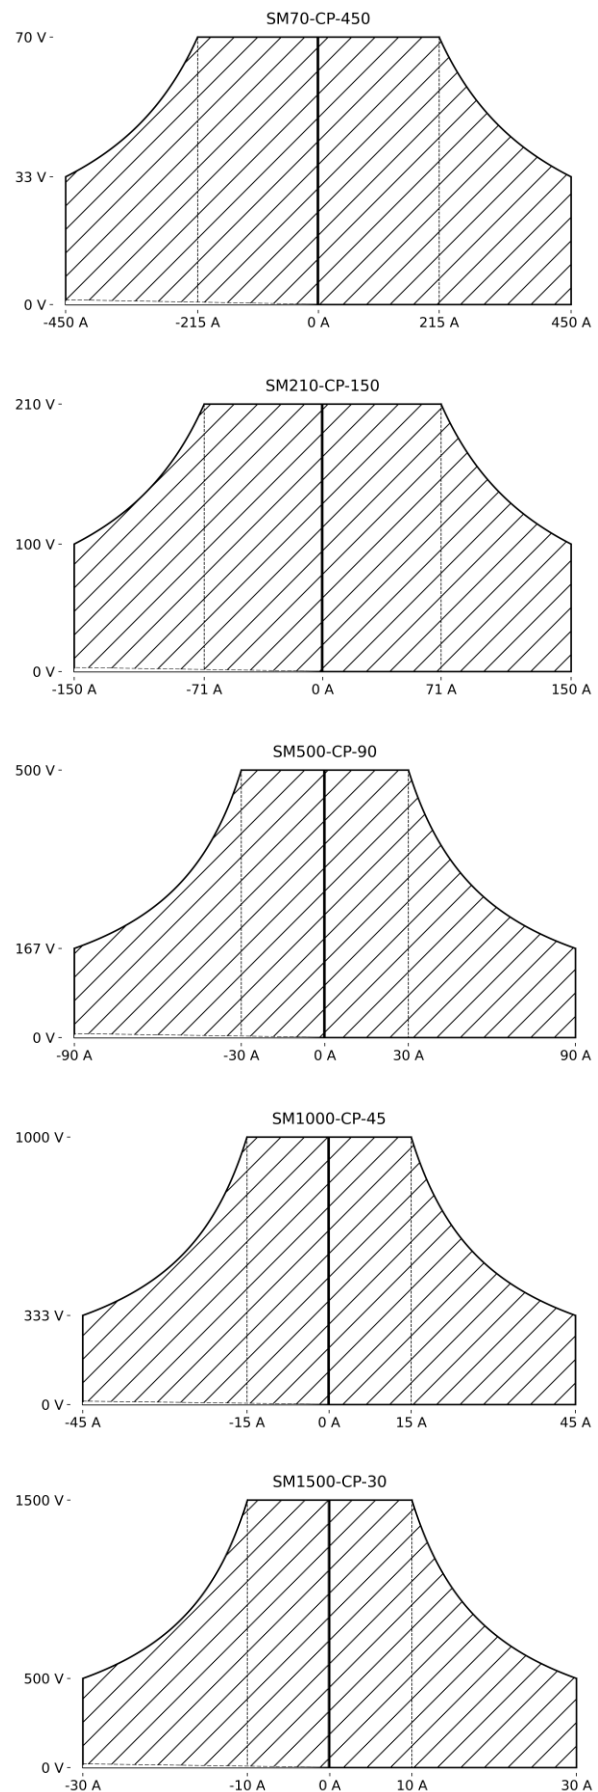 SM70-CP-450
70 V
33 V
0 V
-450 A -215 A 0 A 215 A 450 A
SM210-CP-150
210 V
100 V
0 V
-150 A -71 A 0 A 71 A 150 A
SM500-CP-90
500 V
167 V
0 V
-90 A -30 A 0 A 30 A 90 A
SM1000-CP-45
1000 V
333 V
0 V
-45 A -15 A 0 A 15 A 45 A
SM1500-CP-30
1500 V
500 V
0 V
-30 A -10 A 0 A 10 A 30 A